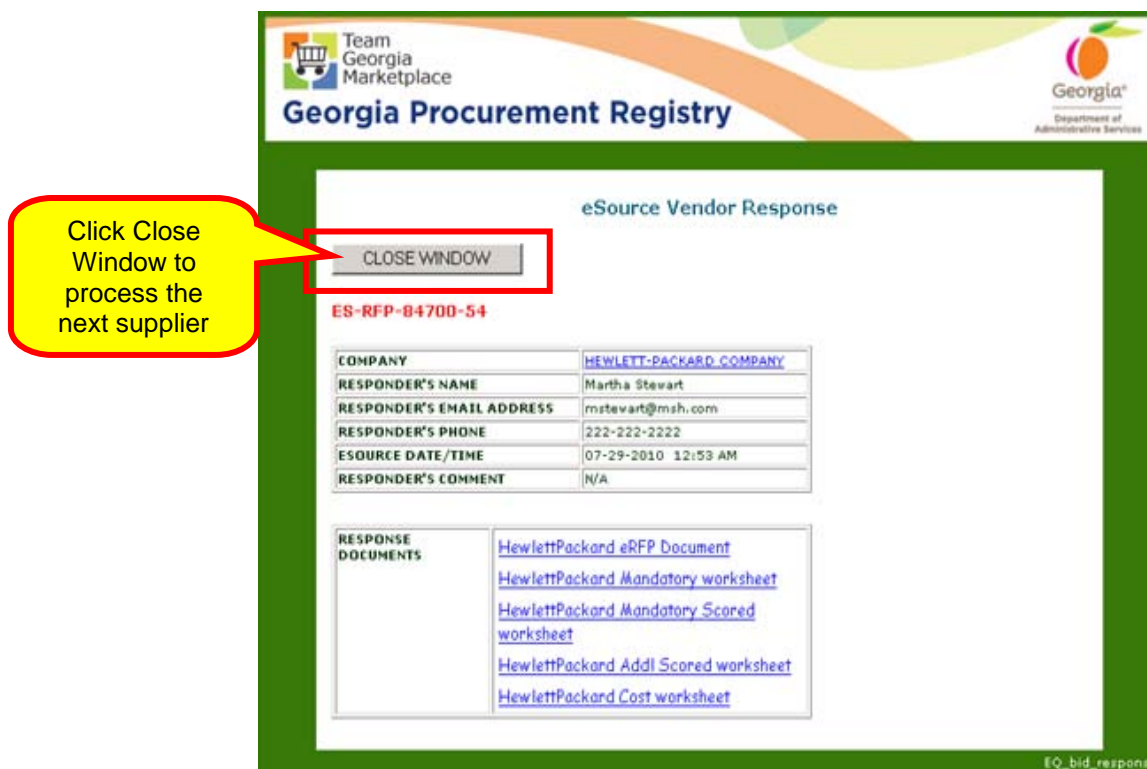 Team
Georgia
Marketplace
Georgia Procurement Registry
Georgia®
Department of
Administrative Services
eSource Vendor Response
Click Close
Window to
process the
next supplier
CLOSE WINDOW
ES-RFP-84700-54
COMPANY HEWLETT-PACKARD COMPANY
RESPONDER'S NAME Martha Stewart
RESPONDER'S EMAIL ADDRESS mstewart@msh.com
RESPONDER'S PHONE 222-222-2222
ESOURCE DATE/TIME 07-29-2010 12:53 AM
RESPONDER'S COMMENT N/A
RESPONSE
DOCUMENTS
HewlettPackard eRFP Document
HewlettPackard Mandatory worksheet
HewlettPackard Mandatory Scored
worksheet
HewlettPackard Addl Scored worksheet
HewlettPackard Cost worksheet
EQ_bid_respons